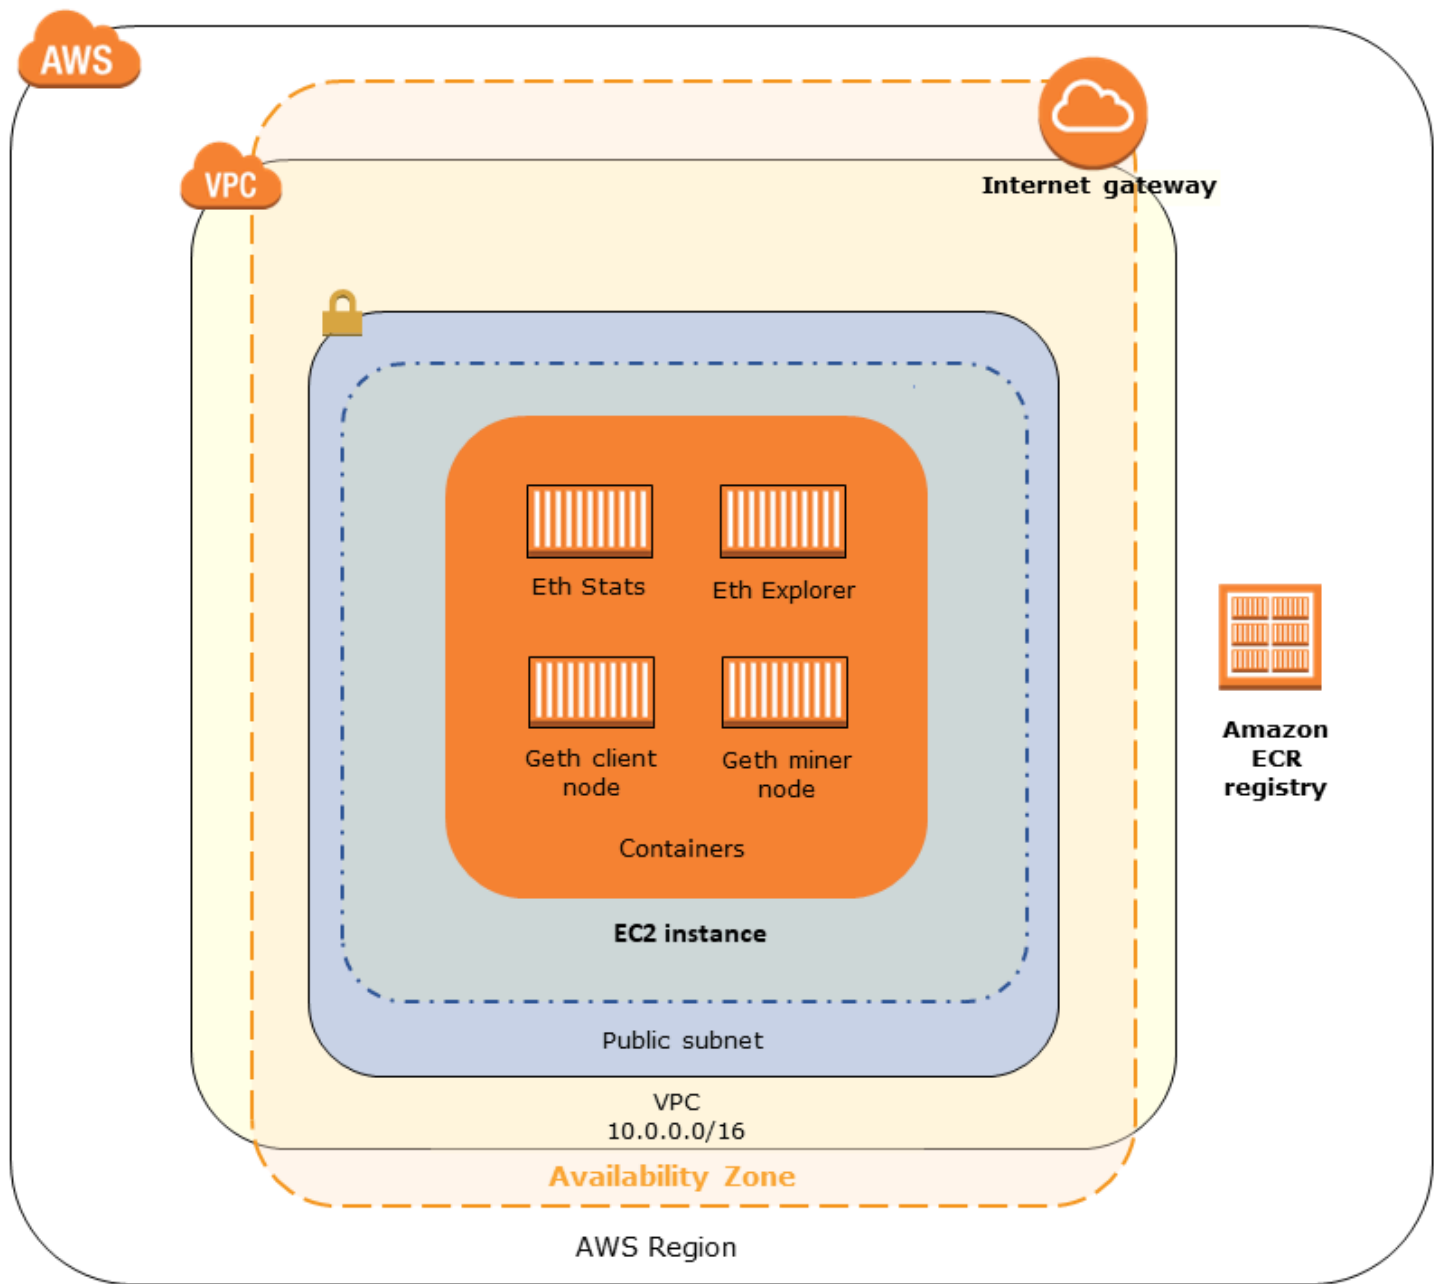 AWS
VPC
Internet gateway
Eth Stats
Eth Explorer
Geth client
node
Geth miner
node
Containers
Amazon
ECR
registry
EC2 instance
Public subnet
VPC
10.0.0.0/16
Availability Zone
AWS Region